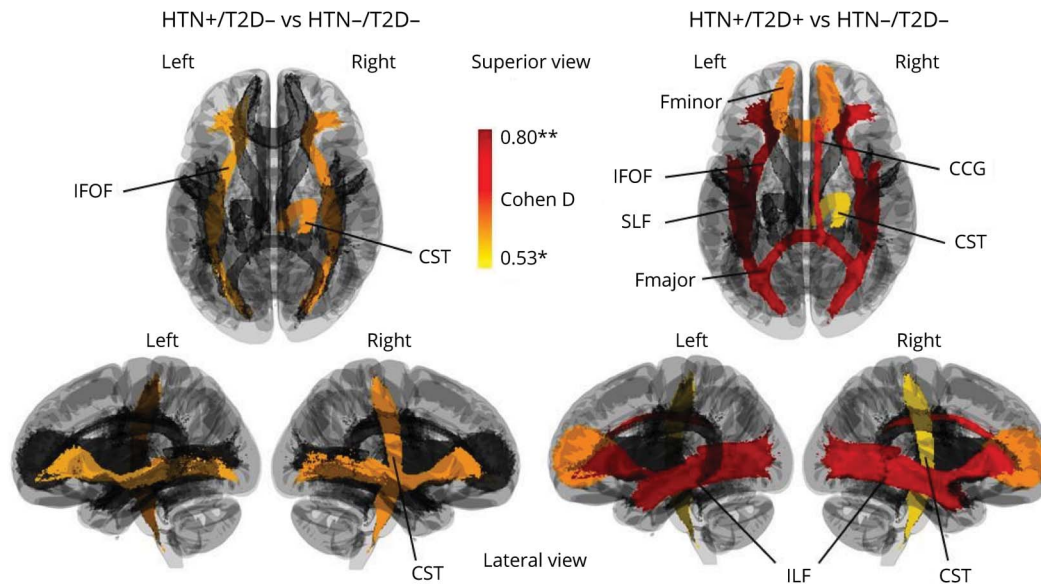 HTN+/T2D– vs HTN–/T2D–
Left
Right
IFOF
CST
Superior view
0.80**
Cohen D
0.53*
HTN+/T2D+ vs HTN–/T2D–
Left
Right
Fminor
IFOF
SLF
Fmajor
CCG
CST
Left
Right
CST
Lateral view
Left
Right
ILF
CST